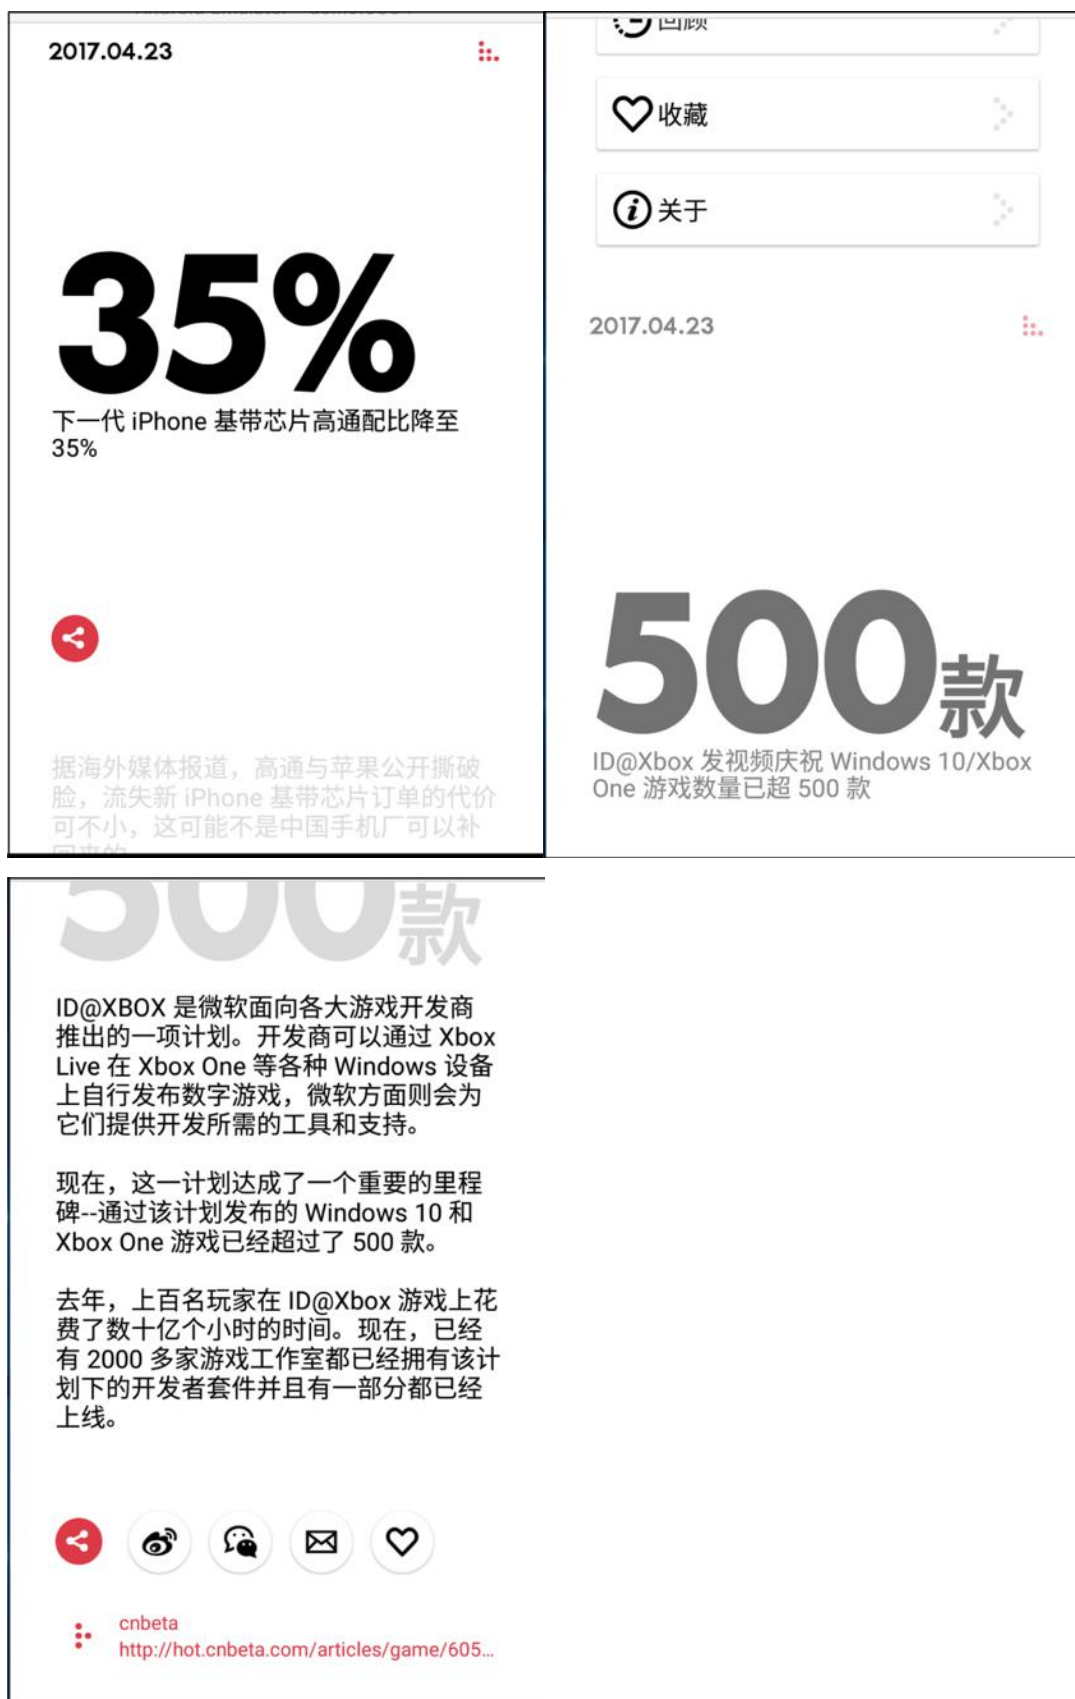 2017.04.23
35%
下一代 iPhone 基带芯片高通配比降至
35%
据海外媒体报道，高通与苹果公开撕破
脸，流失新 iPhone 基带芯片订单的代价
可不小，这可能不是中国手机厂可以补
回来的
回顾
收藏
关于
2017.04.23
500款
ID@Xbox 发视频庆祝 Windows 10/Xbox
One 游戏数量已超 500 款
500款
ID@XBOX 是微软面向各大游戏开发商
推出的一项计划。开发商可以通过 Xbox
Live 在 Xbox One 等各种 Windows 设备
上自行发布数字游戏，微软方面则会为
它们提供开发所需的工具和支持。
现在，这一计划达成了一个重要的里程
碑--通过该计划发布的 Windows 10 和
Xbox One 游戏已经超过了 500 款。
去年，上百名玩家在 ID@Xbox 游戏上花
费了数十亿个小时的时间。现在，已经
有 2000 多家游戏工作室都已经拥有该计
划下的开发者套件并且有一部分都已经
上线。
cnbeta
http://hot.cnbeta.com/articles/game/605...